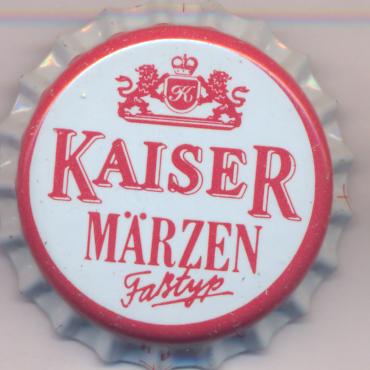 K
KAISER
MÄRZEN
Faßtyp